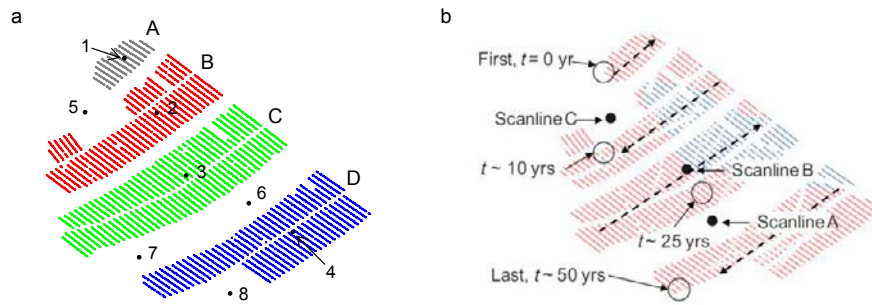 a
A
1
B
5
2
C
3
D
6
7
4
8
b
First, t = 0 yr
Scanline C
t ~ 10 yrs
Scanline B
Scanline A
t ~ 25 yrs
Last, t ~ 50 yrs